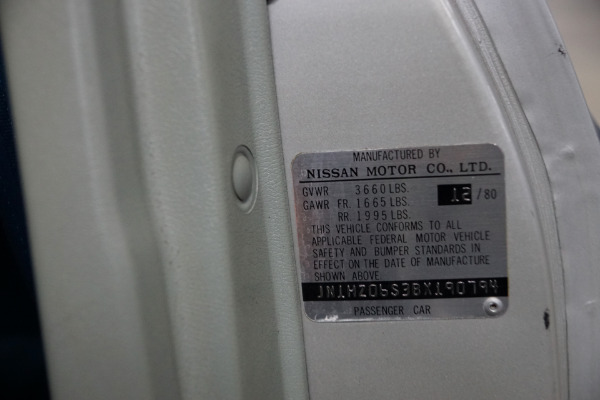 MANUFACTURED BY
NISSAN MOTOR CO., LTD.
GVWR 3660 LBS. 12 / 80
GAWR FR. 1665 LBS.
RR. 1995 LBS.
THIS VEHICLE CONFORMS TO ALL
APPLICABLE FEDERAL MOTOR VEHICLE
SAFETY AND BUMPER STANDARDS IN
EFFECT ON THE DATE OF MANUFACTURE
SHOWN ABOVE
PASSENGER CAR